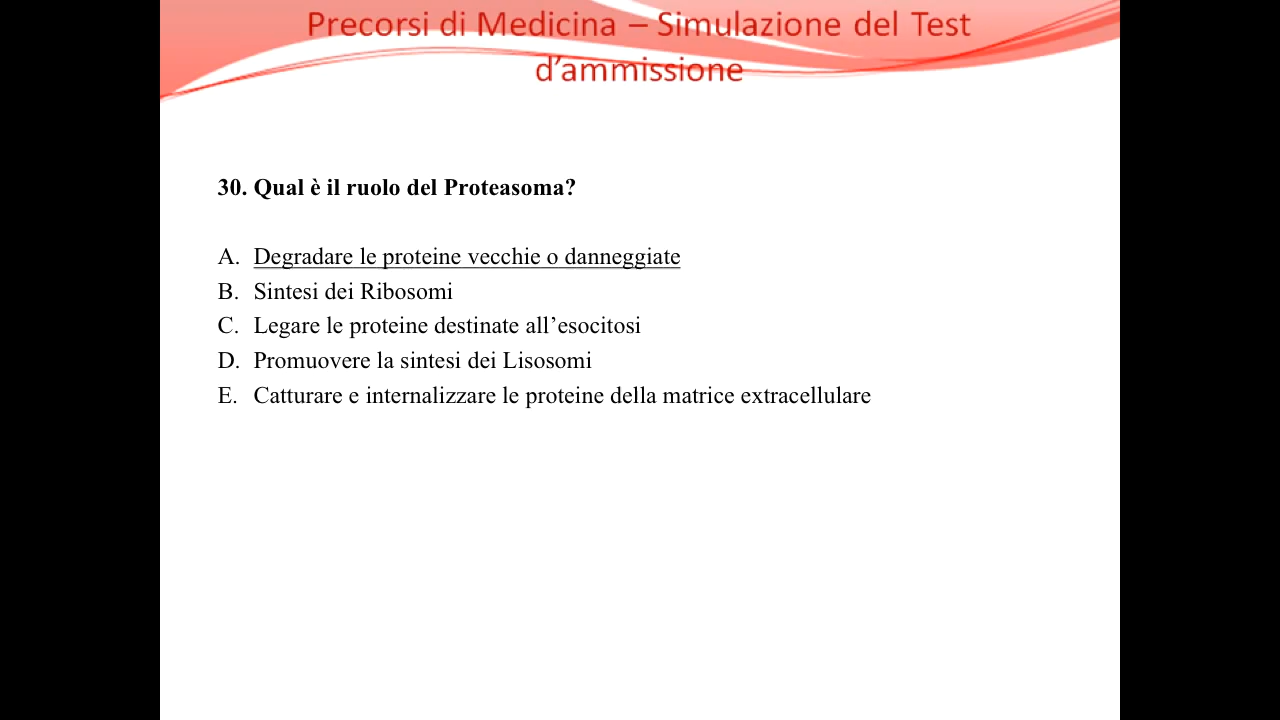 Precorsi di Medicina – Simulazione del Test
d’ammissione
30. Qual è il ruolo del Proteasoma?
A. Degradare le proteine vecchie o danneggiate
B. Sintesi dei Ribosomi
C. Legare le proteine destinate all’esocitosi
D. Promuovere la sintesi dei Lisosomi
E. Catturare e internalizzare le proteine della matrice extracellulare